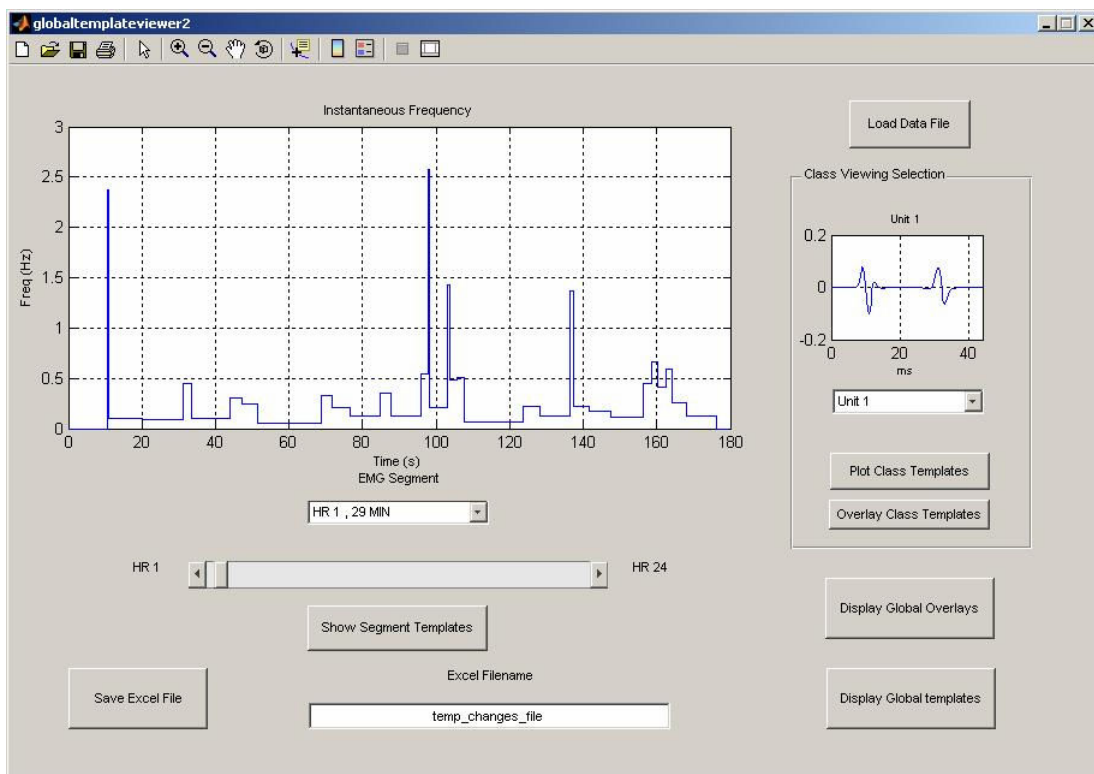 globaltemplateviewer2
Instantaneous Frequency
3
2.5
2
1.5
1
0.5
0
Freq (Hz)
0 20 40 60 80 100 120 140 160 180
Time (s)
EMG Segment
HR 1 , 29 MIN
HR 1
HR 24
Show Segment Templates
Save Excel File
Excel Filename
temp_changes_file
Load Data File
Class Viewing Selection
Unit 1
0.2
0
-0.2
0 20 40
ms
Unit 1
Plot Class Templates
Overlay Class Templates
Display Global Overlays
Display Global templates